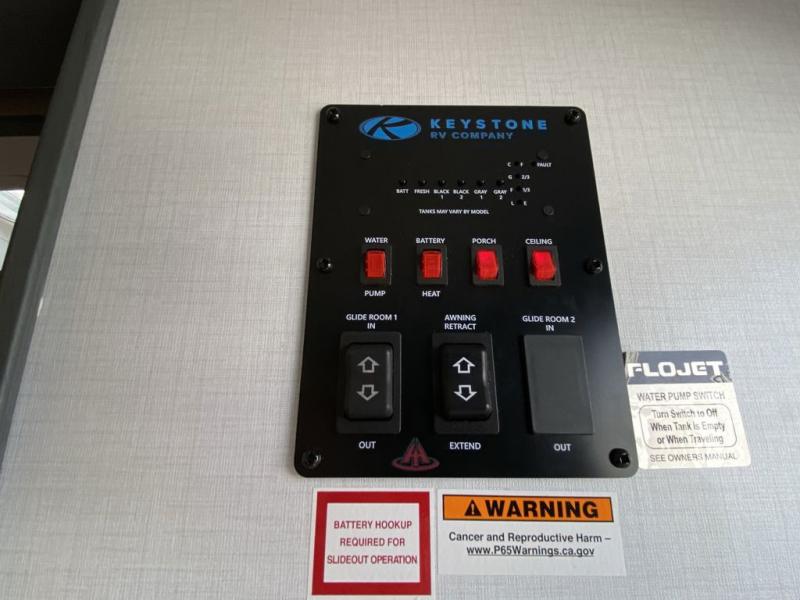 KEYSTONE
RV COMPANY
C F FAULT
G 2/3
F 1/3
L E
BATT FRESH BLACK 1 BLACK 2 GRAY 1 GRAY 2
TANKS MAY VARY BY MODEL
WATER BATTERY PORCH CEILING
PUMP HEAT
GLIDE ROOM 1 IN
AWNING RETRACT
GLIDE ROOM 2 IN
OUT EXTEND OUT
FLOJET
WATER PUMP SWITCH
Turn Switch to Off
When Tank is Empty
or When Traveling
SEE OWNERS MANUAL
BATTERY HOOKUP
REQUIRED FOR
SLIDEOUT OPERATION
WARNING
Cancer and Reproductive Harm –
www.P65Warnings.ca.gov